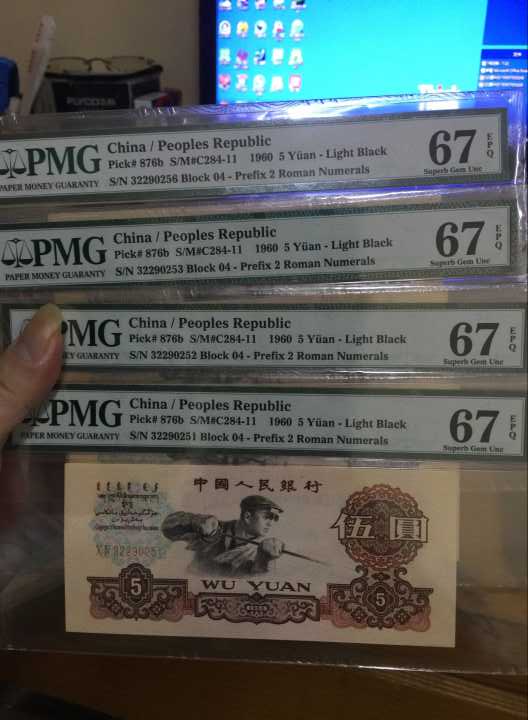 PMG
PAPER MONEY GUARANTY
China / Peoples Republic
Pick# 876b S/M#C284-11 1960 5 Yüan - Light Black
S/N 32290256 Block 04 - Prefix 2 Roman Numerals
67 EPQ
Superb Gem Unc
PMG
PAPER MONEY GUARANTY
China / Peoples Republic
Pick# 876b S/M#C284-11 1960 5 Yüan - Light Black
S/N 32290253 Block 04 - Prefix 2 Roman Numerals
67 EPQ
Superb Gem Unc
PMG
EY GUARANTY
China / Peoples Republic
Pick# 876b S/M#C284-11 1960 5 Yüan - Light Black
S/N 32290252 Block 04 - Prefix 2 Roman Numerals
67 EPQ
Superb Gem Unc
PMG
PAPER MONEY GUARANTY
China / Peoples Republic
Pick# 876b S/M#C284-11 1960 5 Yüan - Light Black
S/N 32290251 Block 04 - Prefix 2 Roman Numerals
67 EPQ
Superb Gem Unc
中國人民銀行
伍圓
32290251
WU YUAN
5
5